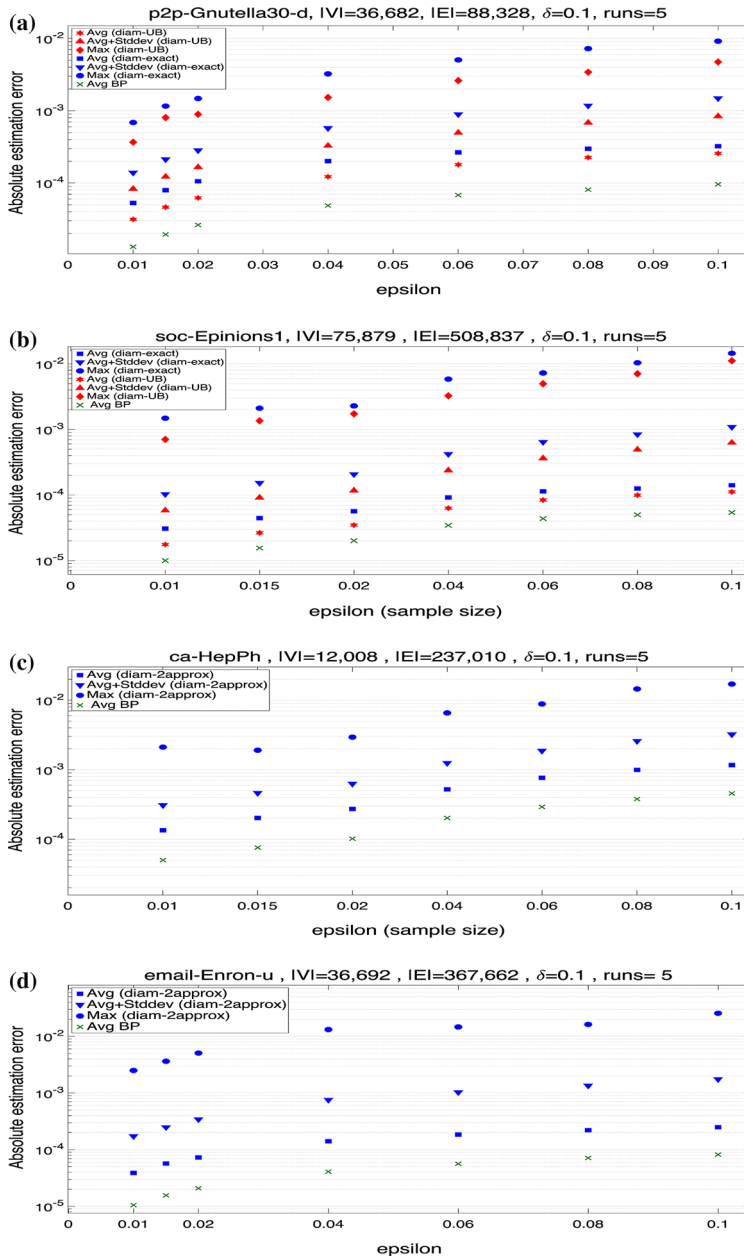 (a)
p2p-Gnutella30-d, |V|=36,682, |E|=88,328, δ=0.1, runs=5
Avg (diam-UB)
Avg+Stddev (diam-UB)
Max (diam-UB)
Avg (diam-exact)
Avg+Stddev (diam-exact)
Max (diam-exact)
Avg BP
Absolute estimation error
10⁻²
10⁻³
10⁻⁴
0 0.01 0.02 0.03 0.04 0.05 0.06 0.07 0.08 0.09 0.1
epsilon
(b)
soc-Epinions1, |V|=75,879 , |E|=508,837 , δ=0.1, runs=5
Avg (diam-exact)
Avg+Stddev (diam-exact)
Max (diam-exact)
Avg (diam-UB)
Avg+Stddev (diam-UB)
Max (diam-UB)
Avg BP
Absolute estimation error
10⁻²
10⁻³
10⁻⁴
10⁻⁵
0 0.01 0.015 0.02 0.04 0.06 0.08 0.1
epsilon (sample size)
(c)
ca-HepPh , |V|=12,008 , |E|=237,010 , δ=0.1, runs=5
Avg (diam-2approx)
Avg+Stddev (diam-2approx)
Max (diam-2approx)
Avg BP
Absolute estimation error
10⁻²
10⁻³
10⁻⁴
0 0.01 0.015 0.02 0.04 0.06 0.08 0.1
epsilon (sample size)
(d)
email-Enron-u , |V|=36,692 , |E|=367,662 , δ=0.1 , runs= 5
Avg (diam-2approx)
Avg+Stddev (diam-2approx)
Max (diam-2approx)
Avg BP
Absolute estimation error
10⁻²
10⁻³
10⁻⁴
10⁻⁵
0 0.01 0.02 0.04 0.06 0.08 0.1
epsilon